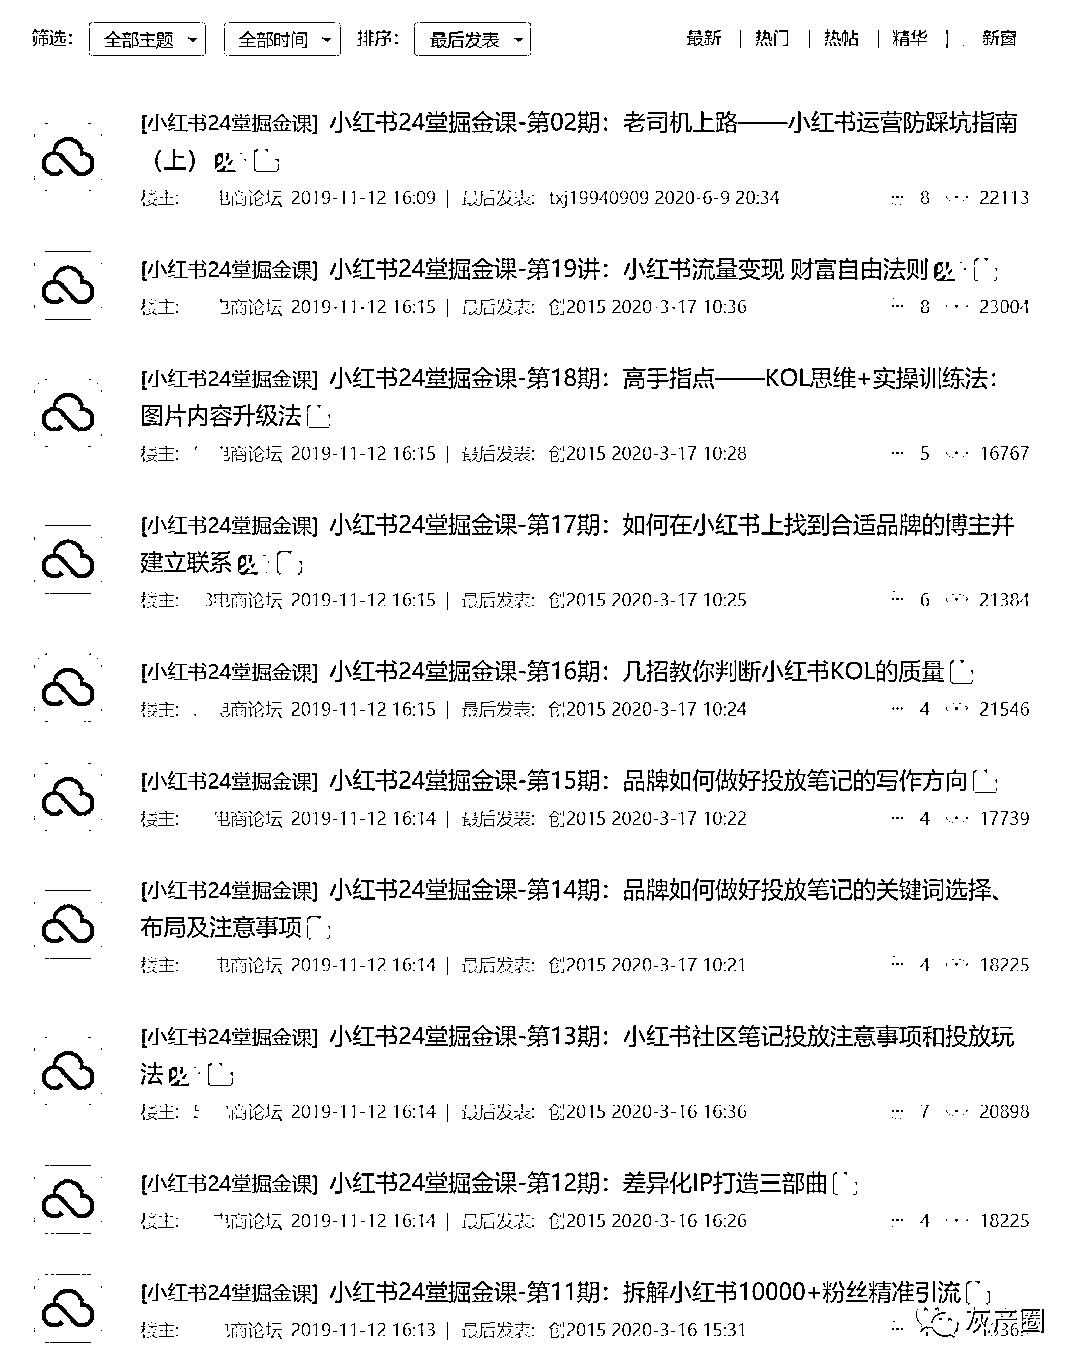 筛选： 全部主题 全部时间 排序： 最后发表 最新 | 热门 | 热帖 | 精华 | 新窗
[小红书24堂掘金课] 小红书24堂掘金课-第02期：老司机上路——小红书运营防踩坑指南
（上）
楼主： 电商论坛 2019-11-12 16:09 | 最后发表： txj19940909 2020-6-9 20:34 8 22113
[小红书24堂掘金课] 小红书24堂掘金课-第19讲：小红书流量变现 财富自由法则
楼主： 电商论坛 2019-11-12 16:15 | 最后发表： 创2015 2020-3-17 10:36 8 23004
[小红书24堂掘金课] 小红书24堂掘金课-第18期：高手指点——KOL思维+实操训练法：
图片内容升级法
楼主： 电商论坛 2019-11-12 16:15 | 最后发表： 创2015 2020-3-17 10:28 5 16767
[小红书24堂掘金课] 小红书24堂掘金课-第17期：如何在小红书上找到合适品牌的博主并
建立联系
楼主： 电商论坛 2019-11-12 16:15 | 最后发表： 创2015 2020-3-17 10:25 6 21384
[小红书24堂掘金课] 小红书24堂掘金课-第16期：几招教你判断小红书KOL的质量
楼主： 电商论坛 2019-11-12 16:15 | 最后发表： 创2015 2020-3-17 10:24 4 21546
[小红书24堂掘金课] 小红书24堂掘金课-第15期：品牌如何做好投放笔记的写作方向
楼主： 电商论坛 2019-11-12 16:14 | 最后发表： 创2015 2020-3-17 10:22 4 17739
[小红书24堂掘金课] 小红书24堂掘金课-第14期：品牌如何做好投放笔记的关键词选择、
布局及注意事项
楼主： 电商论坛 2019-11-12 16:14 | 最后发表： 创2015 2020-3-17 10:21 4 18225
[小红书24堂掘金课] 小红书24堂掘金课-第13期：小红书社区笔记投放注意事项和投放玩
法
楼主： 电商论坛 2019-11-12 16:14 | 最后发表： 创2015 2020-3-16 16:36 7 20898
[小红书24堂掘金课] 小红书24堂掘金课-第12期：差异化IP打造三部曲
楼主： 电商论坛 2019-11-12 16:14 | 最后发表： 创2015 2020-3-16 16:26 4 18225
[小红书24堂掘金课] 小红书24堂掘金课-第11期：拆解小红书10000+粉丝精准引流
楼主： 电商论坛 2019-11-12 16:13 | 最后发表： 创2015 2020-3-16 15:31
灰产圈